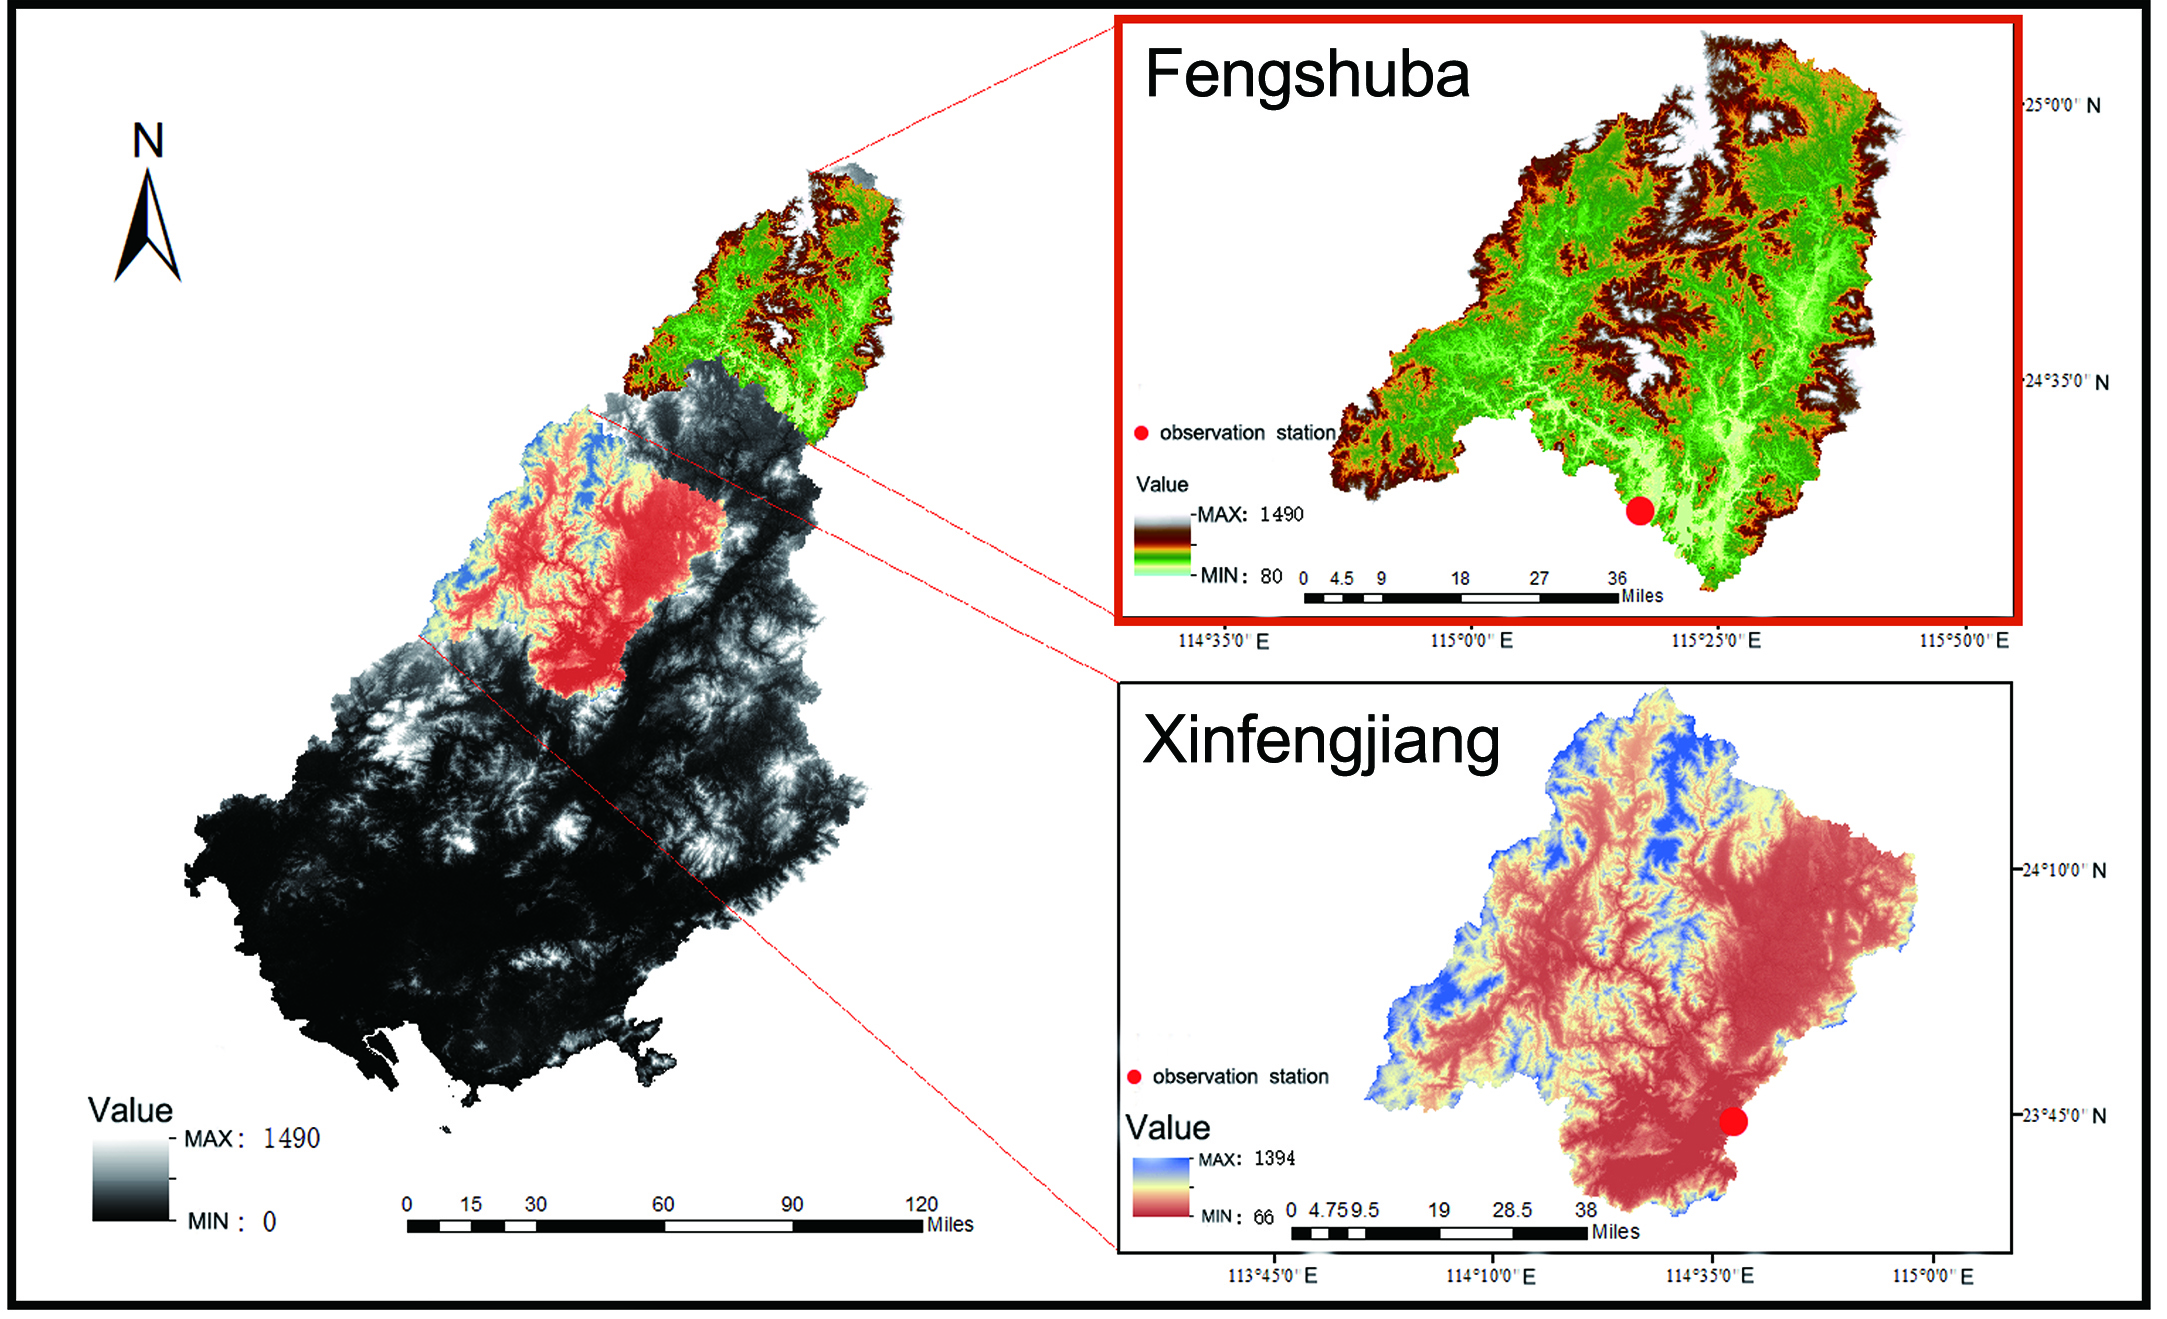 N
Value
MAX: 1490
MIN : 0
0 15 30 60 90 120
Miles
Fengshuba
observation station
Value
MAX: 1490
MIN : 80
0 4.5 9 18 27 36
Miles
25°0'0" N
24°35'0" N
114°35'0" E 115°0'0" E 115°25'0" E 115°50'0" E
Xinfengjiang
observation station
Value
MAX: 1394
MIN : 66
0 4.75 9.5 19 28.5 38
Miles
24°10'0" N
23°45'0" N
113°45'0" E 114°10'0" E 114°35'0" E 115°0'0" E